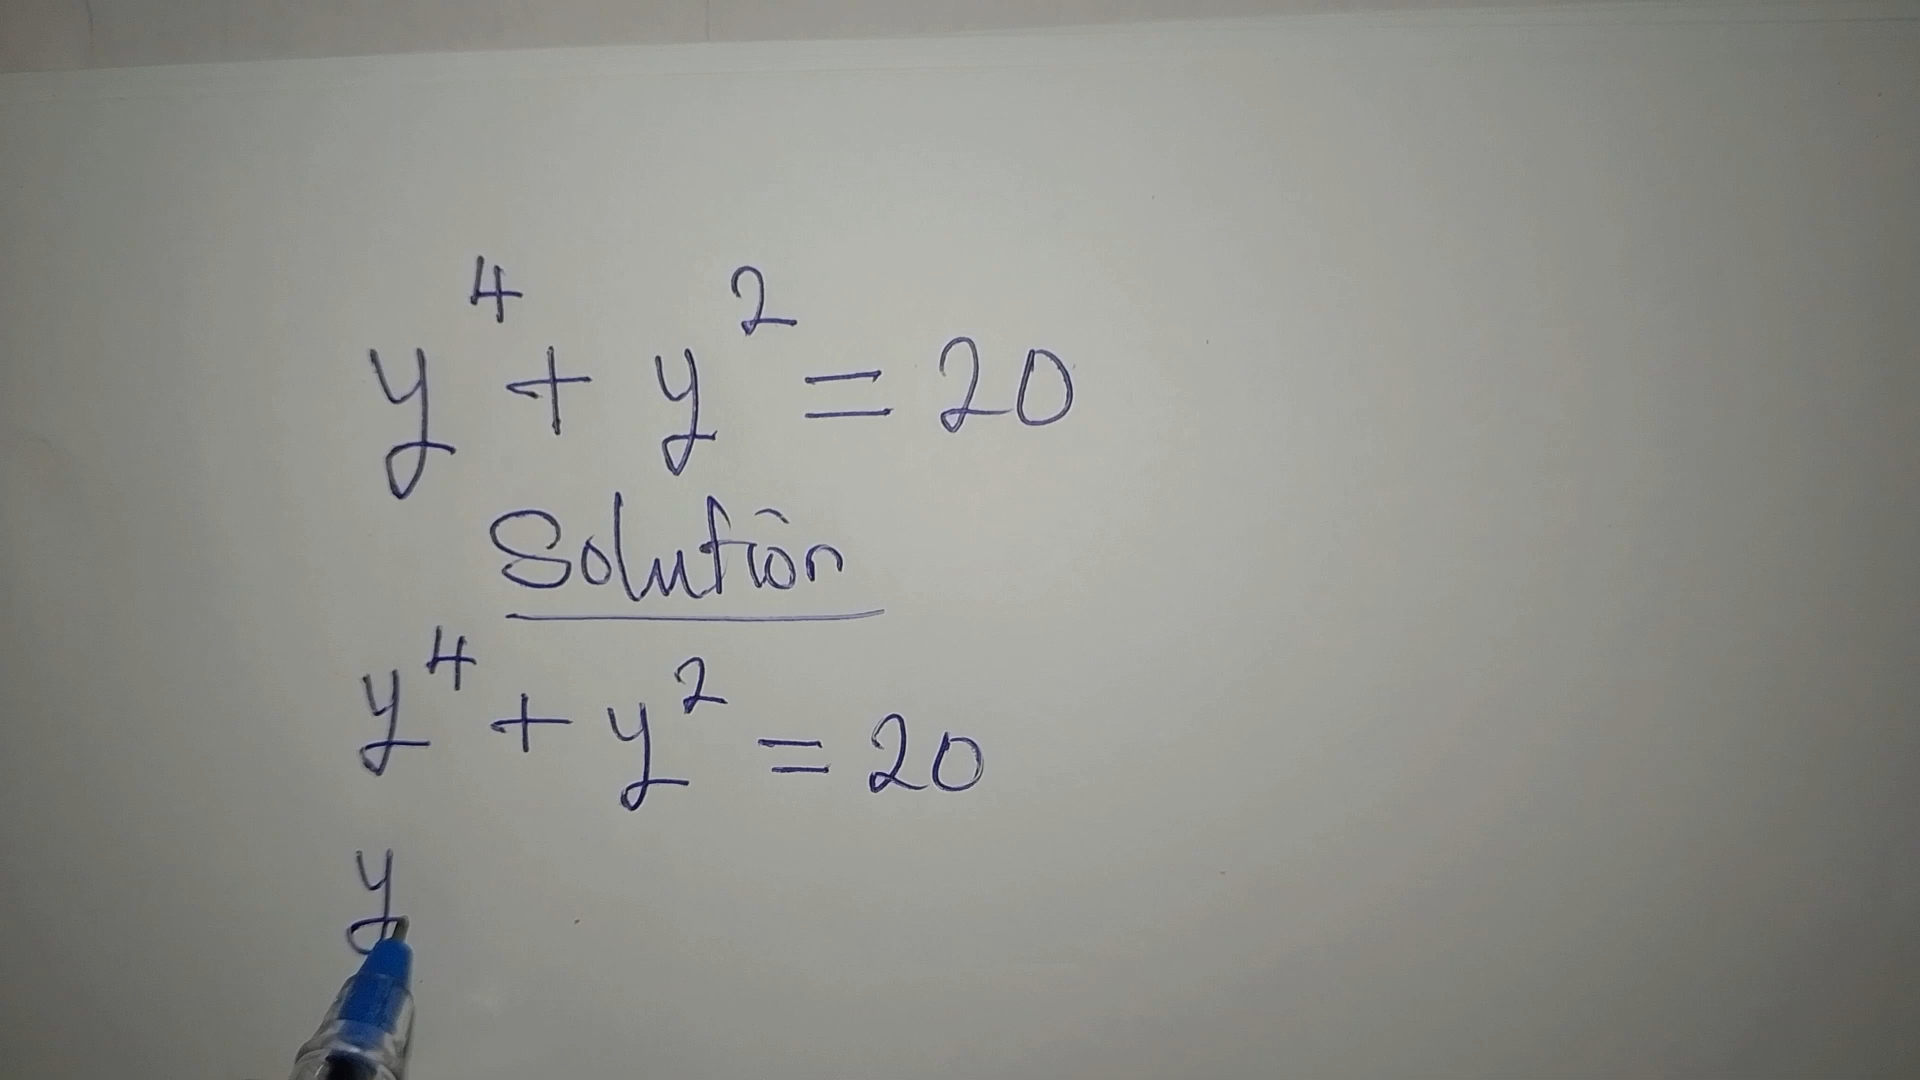 y⁴ + y² = 20
Solution
y⁴ + y² = 20
y